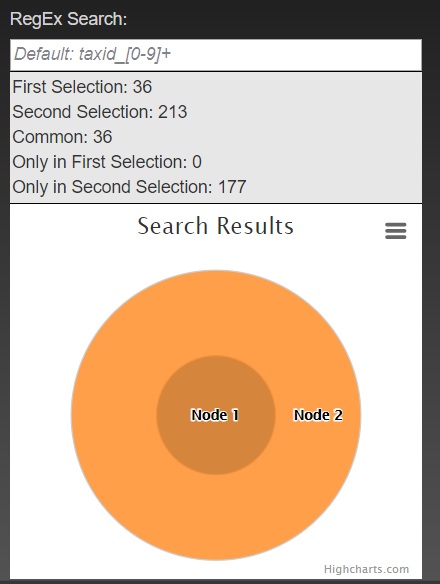 RegEx Search:
Default: taxid_[0-9]+
First Selection: 36
Second Selection: 213
Common: 36
Only in First Selection: 0
Only in Second Selection: 177
Search Results
Node 1 Node 2
Highcharts.com